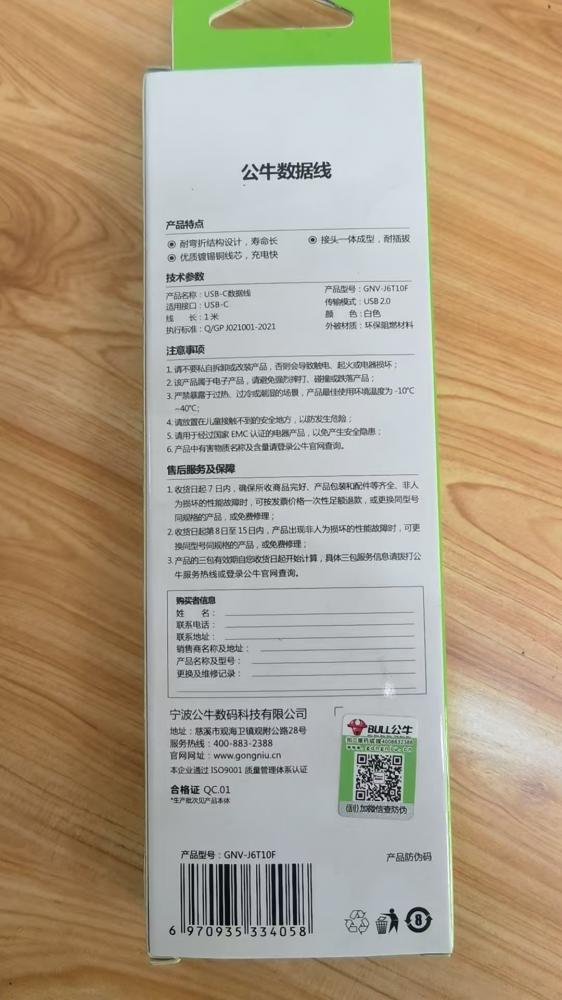 公牛数据线
产品特点
耐弯折结构设计，寿命长
接头一体成型，耐插拔
优质镀锡铜线芯，充电快
技术参数
产品名称：USB-C数据线
产品型号：GNV-J6T10F
适用接口：USB-C
传输模式：USB 2.0
线 长：1 米
颜 色：白色
执行标准：Q/GP J021001-2021
外被材质：环保阻燃材料
注意事项
1. 请不要私自拆卸或改装产品，否则会导致触电、起火或电器损坏；
2. 该产品属于电子产品，请避免强烈摔打、碰撞或跌落产品；
3. 严禁暴露于过热、过冷或潮湿的场景，产品最佳使用环境温度为 -10°C
~40°C;
4. 请放置在儿童接触不到的安全地方，以防发生危险；
5. 请用于经过国家 EMC 认证的电器产品，以免产生安全隐患；
6. 产品中有害物质名称及含量请登录公牛官网查询。
售后服务及保障
1. 收货日起 7 日内，确保所收商品完好、产品包装和配件等齐全、非人
为损坏的性能故障时，可按发票价格一次性足额退款，或更换同型号
同规格的产品，或免费修理；
2. 收货日起第 8 日至 15 日内，产品出现非人为损坏的性能故障时，可更
换同型号同规格的产品，或免费修理；
3. 产品的三包有效期自您收货日起开始计算，具体三包服务信息请拨打公
牛服务热线或登录公牛官网查询。
购买者信息
姓 名：
联系电话：
联系地址：
销售商名称及地址：
产品名称及型号：
更换及维修记录：
宁波公牛数码科技有限公司
地址：慈溪市观海卫镇观附公路28号
服务热线：400-883-2388
官网网址：www.gongniu.cn
本企业通过 ISO9001 质量管理体系认证
合格证 QC.01
*生产批次见产品本体
BULL公牛
扫二维码或拨4008832388
www.gongniu.cn
(刮)加微信查防伪
产品型号：GNV-J6T10F
产品防伪码
6 970935 334058
8